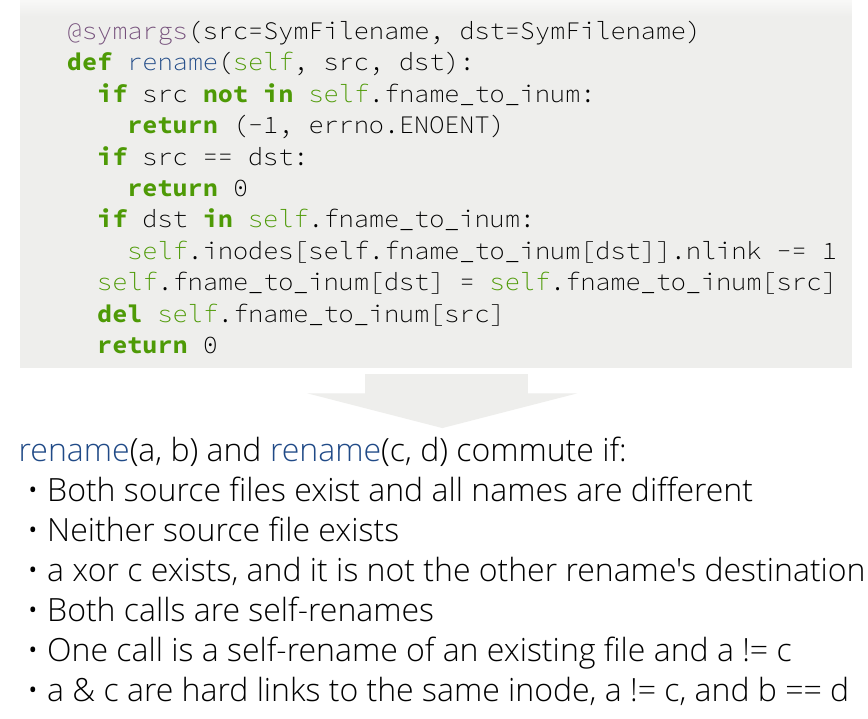 @symargs(src=SymFilename, dst=SymFilename)
def rename(self, src, dst):
  if src not in self.fname_to_inum:
    return (-1, errno.ENOENT)
  if src == dst:
    return 0
  if dst in self.fname_to_inum:
    self.inodes[self.fname_to_inum[dst]].nlink -= 1
  self.fname_to_inum[dst] = self.fname_to_inum[src]
  del self.fname_to_inum[src]
  return 0
rename(a, b) and rename(c, d) commute if:
• Both source files exist and all names are different
• Neither source file exists
• a xor c exists, and it is not the other rename's destination
• Both calls are self-renames
• One call is a self-rename of an existing file and a != c
• a & c are hard links to the same inode, a != c, and b == d